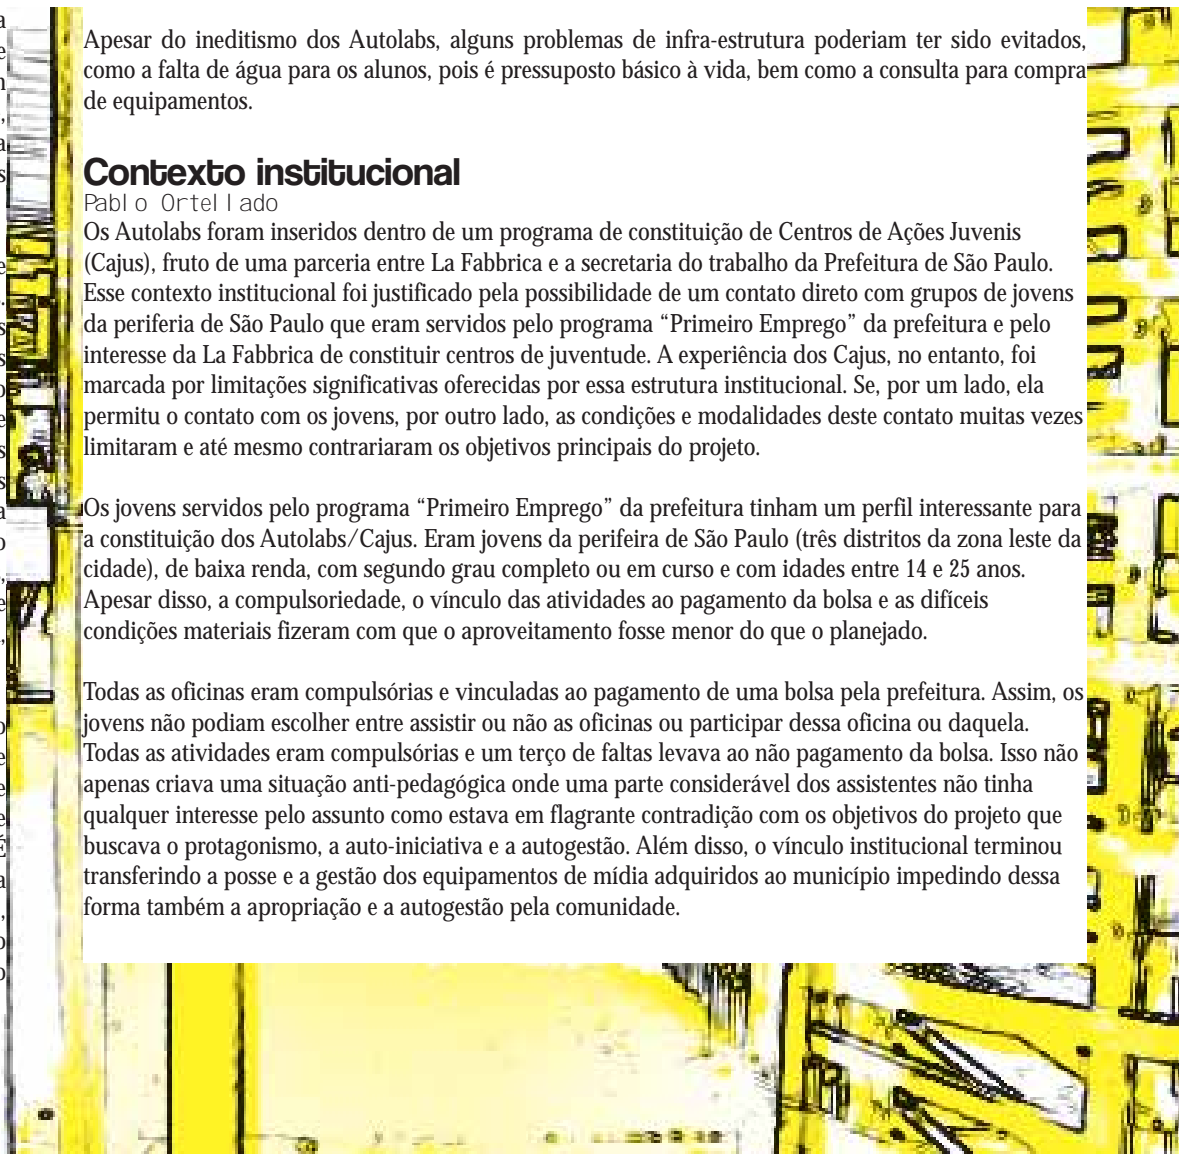 Apesar do ineditismo dos Autolabs, alguns problemas de infra-estrutura poderiam ter sido evitados,
como a falta de água para os alunos, pois é pressuposto básico à vida, bem como a consulta para compra
de equipamentos.
Contexto institucional
Pablo Ortellado
Os Autolabs foram inseridos dentro de um programa de constituição de Centros de Ações Juvenis
(Cajus), fruto de uma parceria entre La Fabbrica e a secretaria do trabalho da Prefeitura de São Paulo.
Esse contexto institucional foi justificado pela possibilidade de um contato direto com grupos de jovens
da periferia de São Paulo que eram servidos pelo programa “Primeiro Emprego” da prefeitura e pelo
interesse da La Fabbrica de constituir centros de juventude. A experiência dos Cajus, no entanto, foi
marcada por limitações significativas oferecidas por essa estrutura institucional. Se, por um lado, ela
permitu o contato com os jovens, por outro lado, as condições e modalidades deste contato muitas vezes
limitaram e até mesmo contrariaram os objetivos principais do projeto.
Os jovens servidos pelo programa “Primeiro Emprego” da prefeitura tinham um perfil interessante para
a constituição dos Autolabs/Cajus. Eram jovens da perifeira de São Paulo (três distritos da zona leste da
cidade), de baixa renda, com segundo grau completo ou em curso e com idades entre 14 e 25 anos.
Apesar disso, a compulsoriedade, o vínculo das atividades ao pagamento da bolsa e as difíceis
condições materiais fizeram com que o aproveitamento fosse menor do que o planejado.
Todas as oficinas eram compulsórias e vinculadas ao pagamento de uma bolsa pela prefeitura. Assim, os
jovens não podiam escolher entre assistir ou não as oficinas ou participar dessa oficina ou daquela.
Todas as atividades eram compulsórias e um terço de faltas levava ao não pagamento da bolsa. Isso não
apenas criava uma situação anti-pedagógica onde uma parte considerável dos assistentes não tinha
qualquer interesse pelo assunto como estava em flagrante contradição com os objetivos do projeto que
buscava o protagonismo, a auto-iniciativa e a autogestão. Além disso, o vínculo institucional terminou
transferindo a posse e a gestão dos equipamentos de mídia adquiridos ao município impedindo dessa
forma também a apropriação e a autogestão pela comunidade.